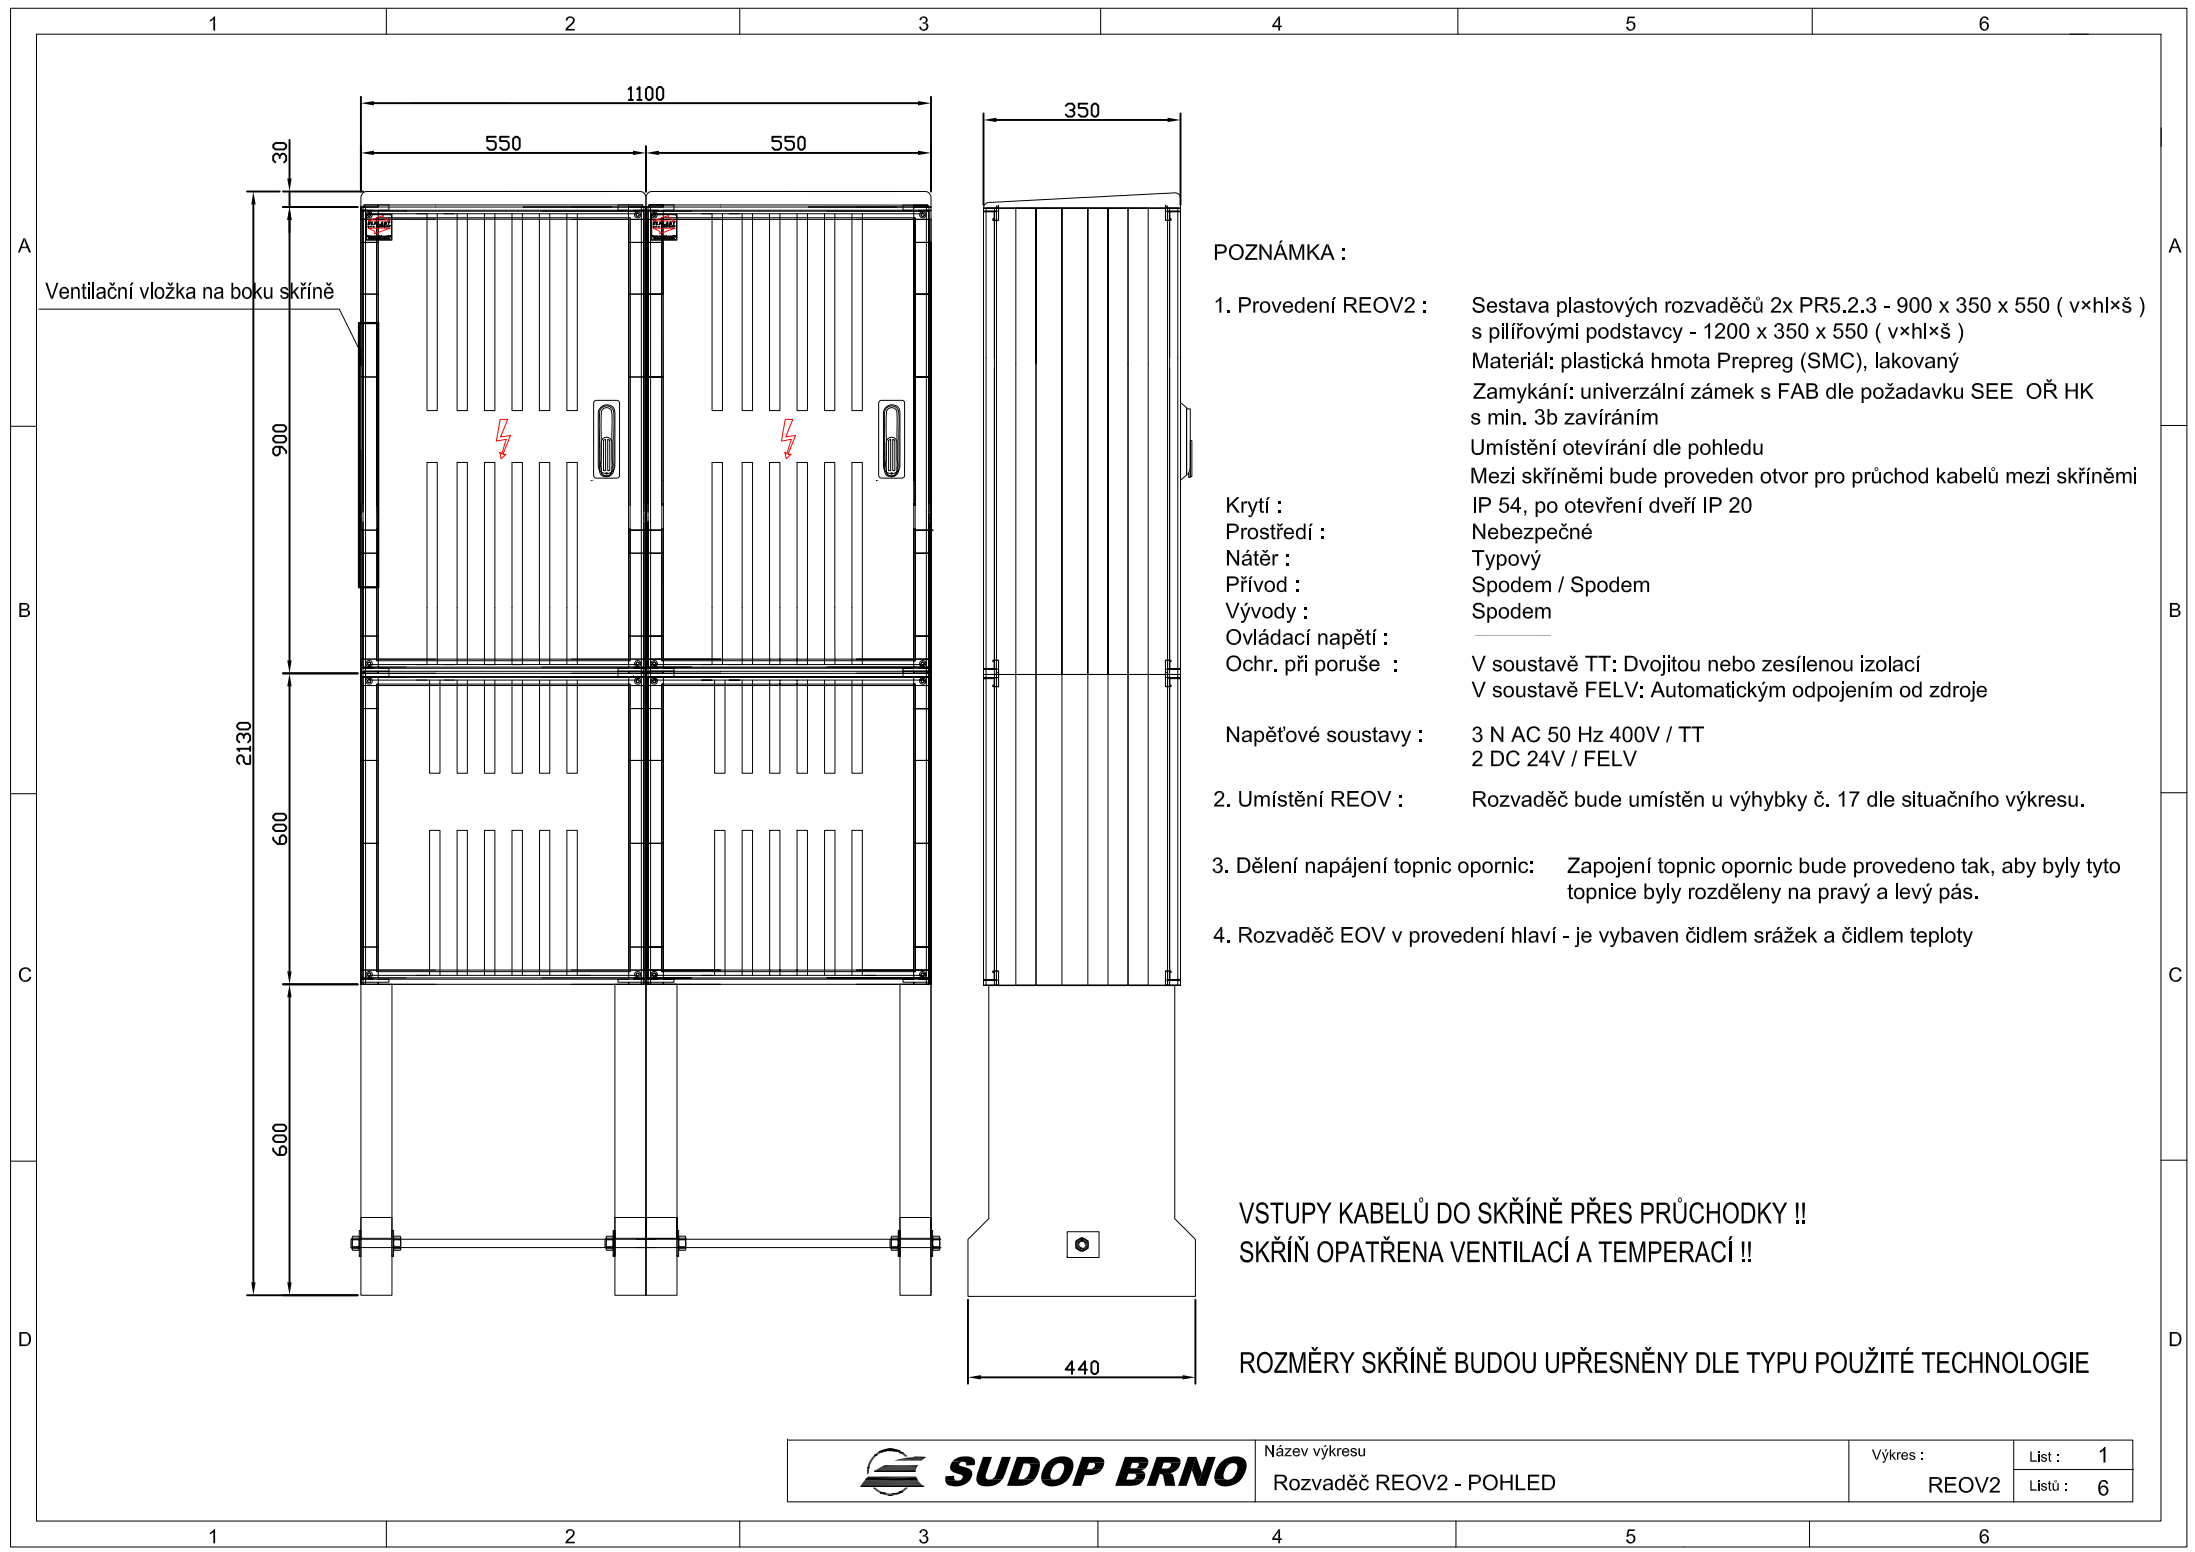 1 2 3 4 5 6
1100
350
550 550
30
A A
POZNÁMKA :
Ventilační vložka na boku skříně
1. Provedení REOV2 : Sestava plastových rozvaděčů 2x PR5.2.3 - 900 x 350 x 550 ( v×hl×š )
s pilířovými podstavcy - 1200 x 350 x 550 ( v×hl×š )
Materiál: plastická hmota Prepreg (SMC), lakovaný
Zamykání: univerzální zámek s FAB dle požadavku SEE OŘ HK
s min. 3b zavíráním
900
Umístění otevírání dle pohledu
Mezi skříněmi bude proveden otvor pro průchod kabelů mezi skříněmi
Krytí : IP 54, po otevření dveří IP 20
Prostředí : Nebezpečné
Nátěr : Typový
Přívod : Spodem / Spodem
B B
Vývody : Spodem
Ovládací napětí :
Ochr. při poruše : V soustavě TT: Dvojitou nebo zesílenou izolací
V soustavě FELV: Automatickým odpojením od zdroje
2130
Napěťové soustavy : 3 N AC 50 Hz 400V / TT
2 DC 24V / FELV
2. Umístění REOV : Rozvaděč bude umístěn u výhybky č. 17 dle situačního výkresu.
600
3. Dělení napájení topnic opornic: Zapojení topnic opornic bude provedeno tak, aby byly tyto
topnice byly rozděleny na pravý a levý pás.
4. Rozvaděč EOV v provedení hlaví - je vybaven čidlem srážek a čidlem teploty
C C
600
VSTUPY KABELŮ DO SKŘÍNĚ PŘES PRŮCHODKY !!
SKŘÍŇ OPATŘENA VENTILACÍ A TEMPERACÍ !!
D D
440
ROZMĚRY SKŘÍNĚ BUDOU UPŘESNĚNY DLE TYPU POUŽITÉ TECHNOLOGIE
SUDOP BRNO
Název výkresu
Rozvaděč REOV2 - POHLED
Výkres :
REOV2
List : 1
Listů : 6
1 2 3 4 5 6